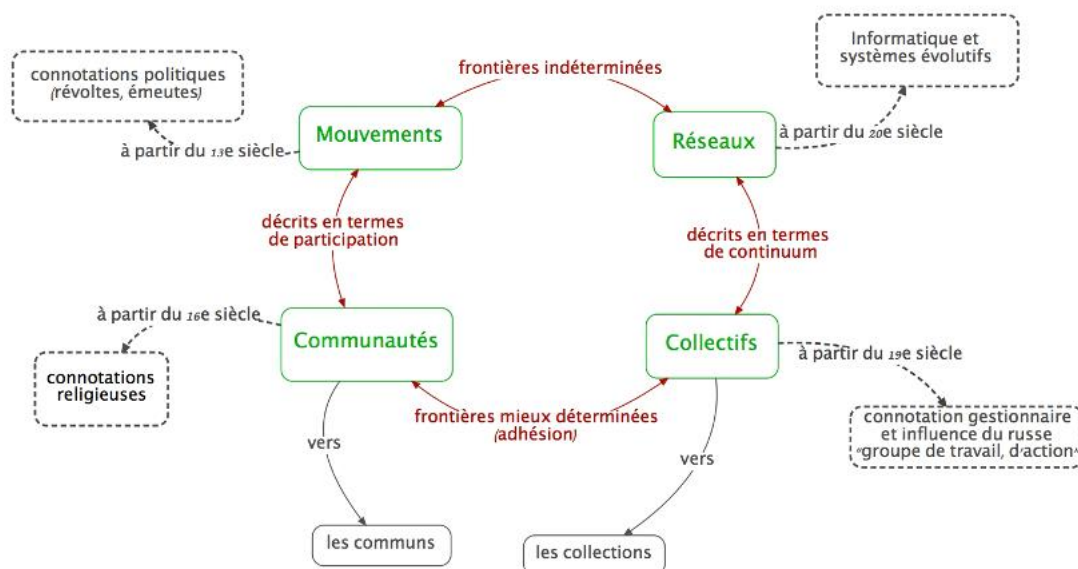 Informatique et
systèmes évolutifs
frontières indéterminées
connotations politiques
(révoltes, émeutes)
Mouvements
Réseaux
à partir du 20e siècle
à partir du 13e siècle
décrits en termes
de participation
décrits en termes
de continuum
à partir du 16e siècle
Communautés
Collectifs
à partir du 19e siècle
connotations
religieuses
frontières mieux déterminées
(adhésion)
connotation gestionnaire
et influence du russe
"groupe de travail, d'action"
vers
vers
les communs
les collections